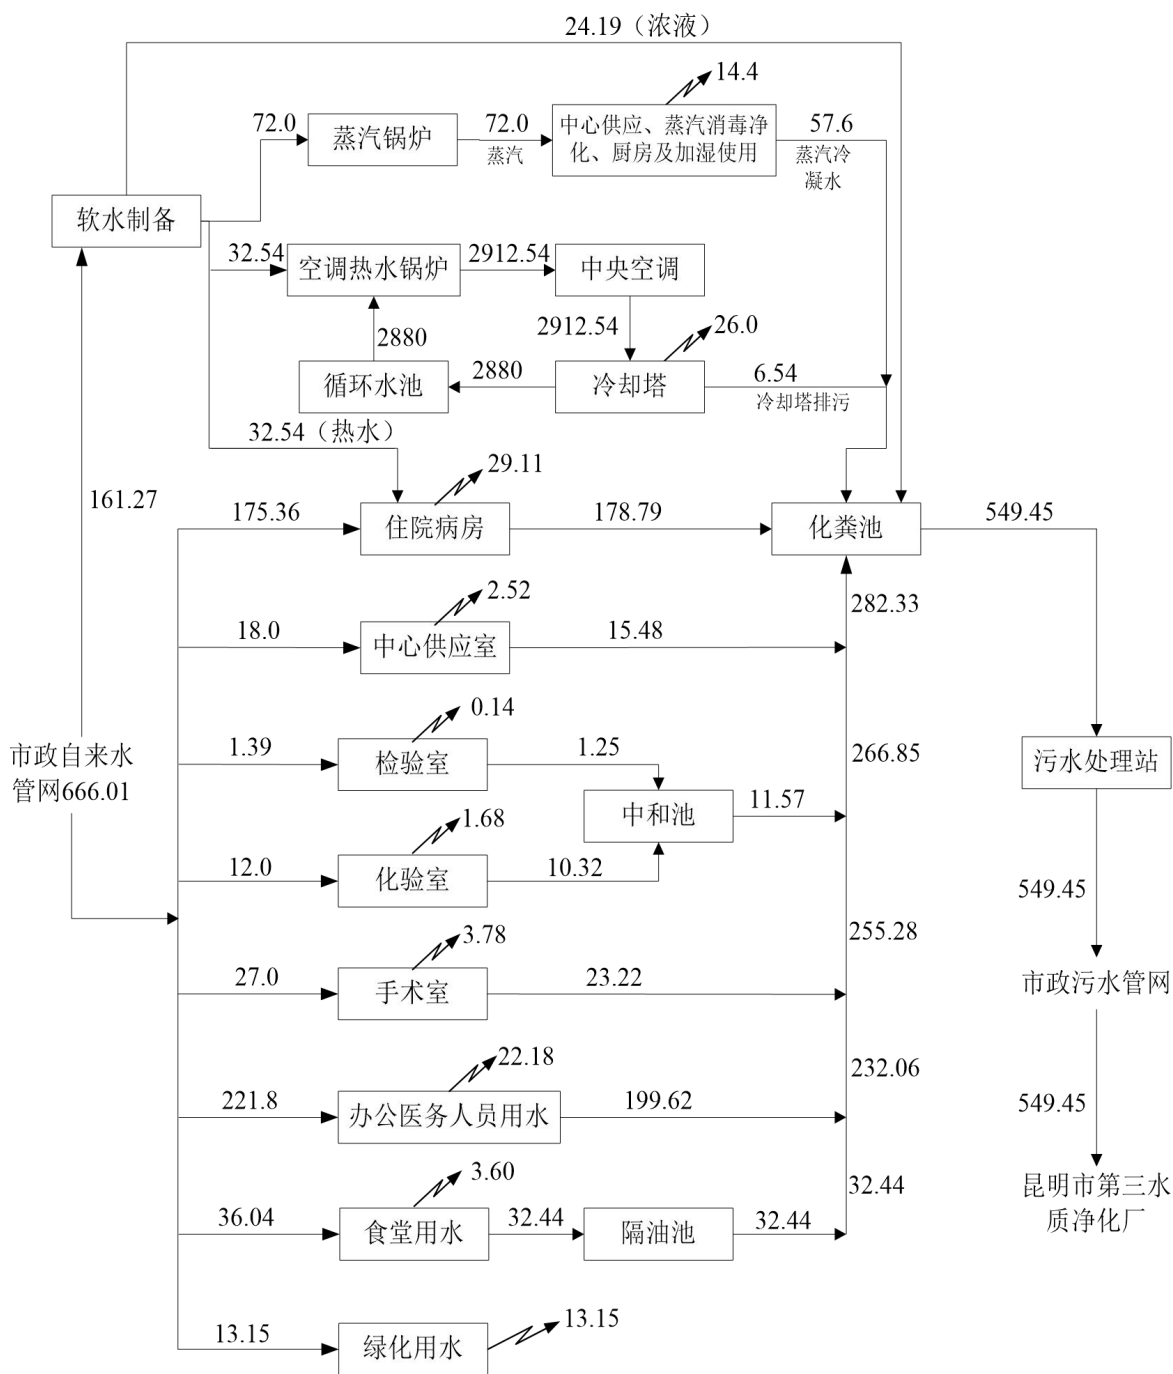 24.19（浓液）
14.4
72.0
蒸汽锅炉
72.0
蒸汽
中心供应、蒸汽消毒净
化、厨房及加湿使用
57.6
蒸汽冷
凝水
软水制备
32.54
空调热水锅炉
2912.54
中央空调
2880
2912.54
26.0
循环水池
2880
冷却塔
6.54
冷却塔排污
32.54（热水）
29.11
161.27
175.36
住院病房
178.79
化粪池
549.45
2.52
282.33
18.0
中心供应室
15.48
0.14
市政自来水
管网666.01
1.39
检验室
1.25
266.85
污水处理站
中和池
11.57
1.68
12.0
化验室
10.32
549.45
3.78
255.28
27.0
手术室
23.22
市政污水管网
22.18
232.06
221.8
办公医务人员用水
199.62
549.45
3.60
32.44
36.04
食堂用水
32.44
隔油池
32.44
昆明市第三水
质净化厂
13.15
13.15
绿化用水